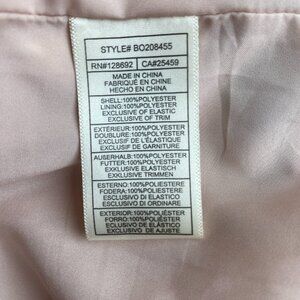 STYLE# BO208455
RN#128692 CA#25459
MADE IN CHINA
FABRIQUÉ EN CHINE
HECHO EN CHINA
SHELL:100%POLYESTER
LINING:100%POLYESTER
EXCLUSIVE OF ELASTIC
EXCLUSIVE OF TRIM
EXTÉRIEUR:100%POLYESTER
DOUBLURE:100%POLYESTER
EXCLUSIF DE L'ÉLASTIQUE
EXCLUSIF DE GARNITURE
AUßERHALB:100%POLYESTER
FUTTER:100%POLYESTER
EXKLUSIVE ELASTISCH
EXKLUSIVE TRIMMEN
ESTERNO:100%POLIESTERE
FODERA:100%POLIESTERE
ESCLUSIVO DI ELASTICO
ESCLUSIVO DI ORDINARE
EXTERIOR:100%POLIÉSTER
FORRO:100%POLIÉSTER
EXCLUSIVO DE ELÁSTICO
EXCLUSIVO DE AJUSTE